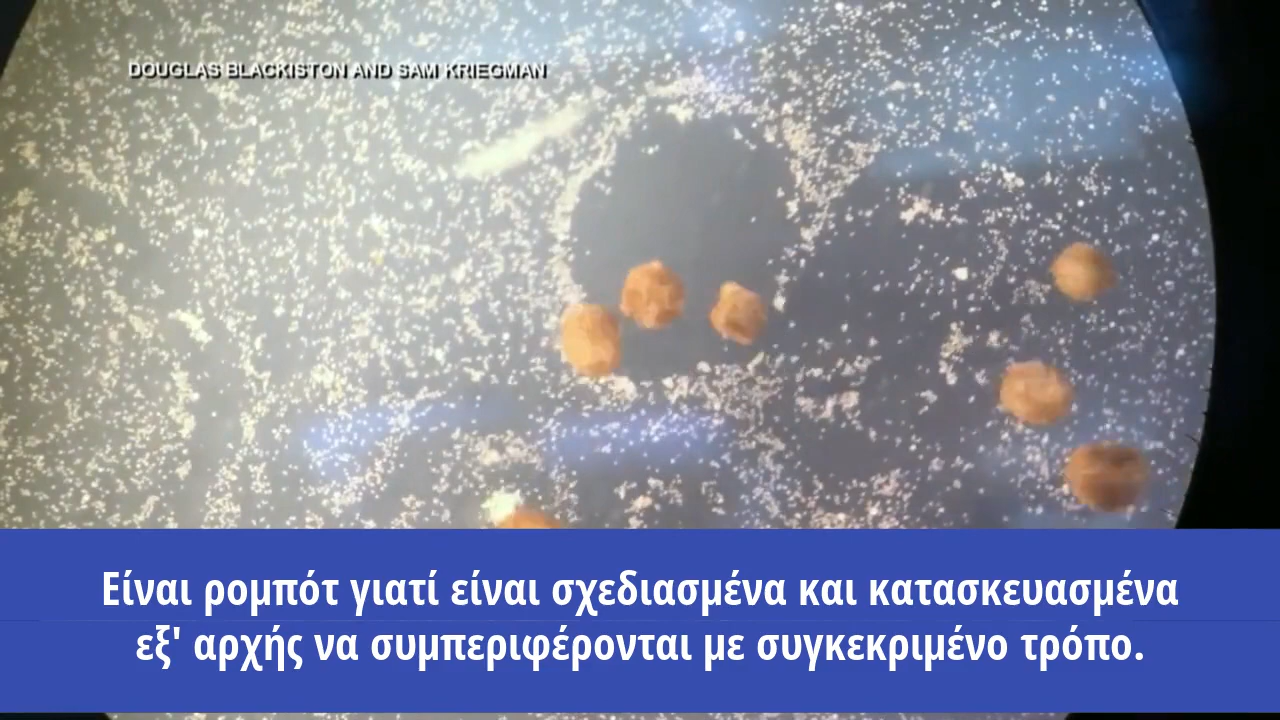 DOUGLAS BLACKISTON AND SAM KRIEGMAN
Είναι ρομπότ γιατί είναι σχεδιασμένα και κατασκευασμένα
εξ' αρχής να συμπεριφέρονται με συγκεκριμένο τρόπο.